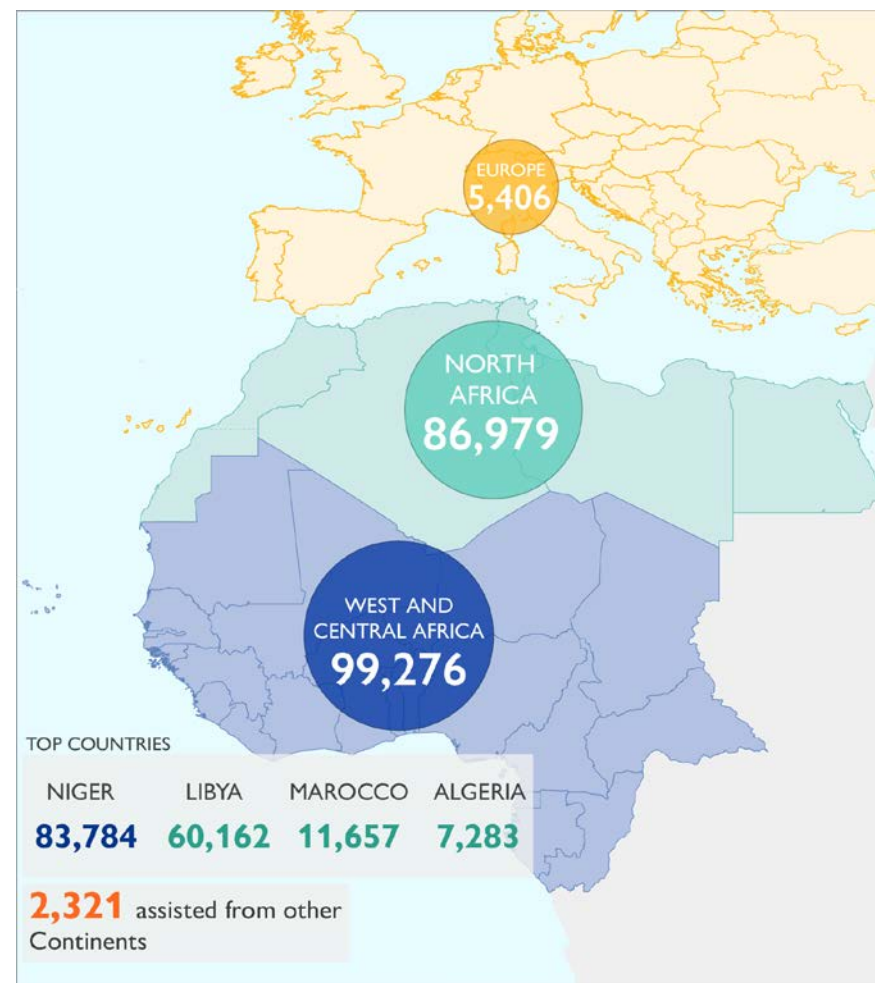 EUROPE
5,406
NORTH
AFRICA
86,979
WEST AND
CENTRAL AFRICA
99,276
TOP COUNTRIES
NIGER LIBYA MAROCCO ALGERIA
83,784 60,162 11,657 7,283
2,321 assisted from other
Continents